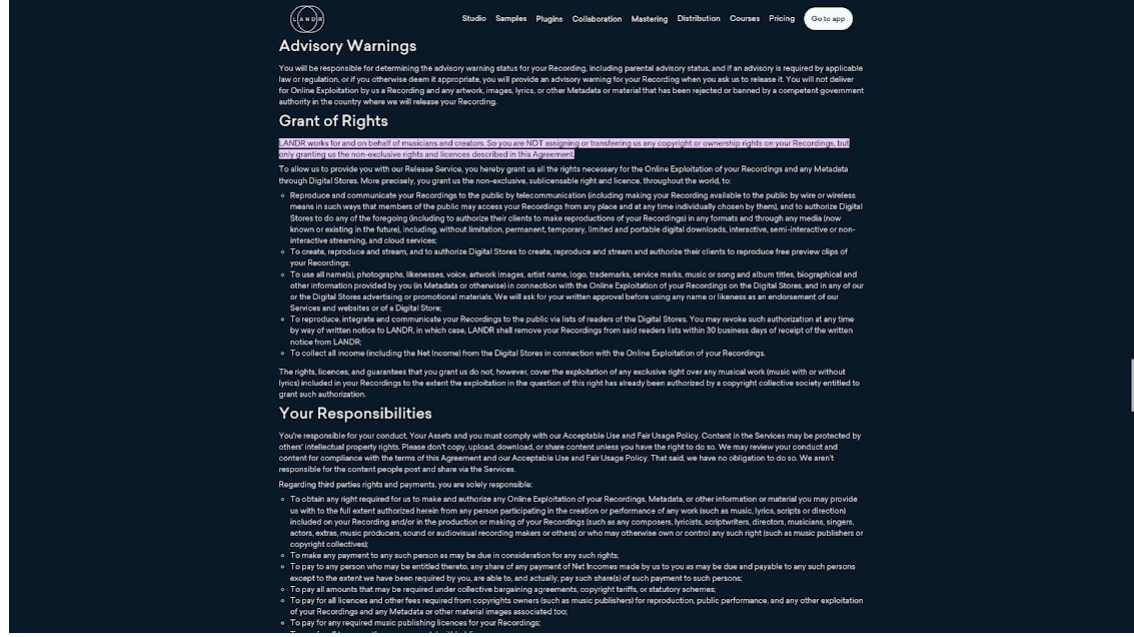 LANDR
Studio Samples Plugins Collaboration Mastering Distribution Courses Pricing Go to app
Advisory Warnings
You will be responsible for determining the advisory warning status for your Recording, including parental advisory status, and if an advisory is required by applicable
law or regulation, or if you otherwise deem it appropriate, you will provide an advisory warning for your Recording when you ask us to release it. You will not deliver
for Online Exploitation by us a Recording and any artwork, images, lyrics, or other Metadata or material that has been rejected or banned by a competent government
authority in the country where we will release your Recording.
Grant of Rights
LANDR works for and on behalf of musicians and creators. So you are NOT assigning or transferring us any copyright or ownership rights on your Recordings, but
only granting us the non-exclusive rights and licences described in this Agreement.
To allow us to provide you with our Release Service, you hereby grant us all the rights necessary for the Online Exploitation of your Recordings and any Metadata
through Digital Stores. More precisely, you grant us the non-exclusive, sublicensable right and licence, throughout the world, to:
Reproduce and communicate your Recordings to the public by telecommunication (including making your Recording available to the public by wire or wireless
means in such ways that members of the public may access your Recordings from any place and at any time individually chosen by them), and to authorize Digital
Stores to do any of the foregoing (including to authorize their clients to make reproductions of your Recordings) in any formats and through any media (now
known or existing in the future), including, without limitation, permanent, temporary, limited and portable digital downloads, interactive, semi-interactive or non-
interactive streaming, and cloud services;
To create, reproduce and stream, and to authorize Digital Stores to create, reproduce and stream and authorize their clients to reproduce free preview clips of
your Recordings;
To use all name(s), photographs, likenesses, voice, artwork images, artist name, logo, trademarks, service marks, music or song and album titles, biographical and
other information provided by you (in Metadata or otherwise) in connection with the Online Exploitation of your Recordings on the Digital Stores, and in any of our
or the Digital Stores advertising or promotional materials. We will ask for your written approval before using any name or likeness as an endorsement of our
Services and websites or of a Digital Store;
To reproduce, integrate and communicate your Recordings to the public via lists of readers of the Digital Stores. You may revoke such authorization at any time
by way of written notice to LANDR, in which case, LANDR shall remove your Recordings from said readers lists within 30 business days of receipt of the written
notice from LANDR;
To collect all income (including the Net Income) from the Digital Stores in connection with the Online Exploitation of your Recordings.
The rights, licences, and guarantees that you grant us do not, however, cover the exploitation of any exclusive right over any musical work (music with or without
lyrics) included in your Recordings to the extent the exploitation in the question of this right has already been authorized by a copyright collective society entitled to
grant such authorization.
Your Responsibilities
You're responsible for your conduct, Your Assets and you must comply with our Acceptable Use and Fair Usage Policy. Content in the Services may be protected by
others' intellectual property rights. Please don't copy, upload, download, or share content unless you have the right to do so. We may review your conduct and
content for compliance with the terms of this Agreement and our Acceptable Use and Fair Usage Policy. That said, we have no obligation to do so. We aren't
responsible for the content people post and share via the Services.
Regarding third parties rights and payments, you are solely responsible:
To obtain any right required for us to make and authorize any Online Exploitation of your Recordings, Metadata, or other information or material you may provide
us with to the full extent authorized herein from any person participating in the creation or performance of any work (such as music, lyrics, scripts or direction)
included on your Recording and/or in the production or making of your Recordings (such as any composers, lyricists, scriptwriters, directors, musicians, singers,
actors, extras, music producers, sound or audiovisual recording makers or others) or who may otherwise own or control any such right (such as music publishers or
copyright collectives);
To make any payment to any such person as may be due in consideration for any such rights;
To pay to any person who may be entitled thereto, any share of any payment of Net Incomes made by us to you as may be due and payable to any such persons
except to the extent we have been required by you, are able to, and actually, pay such share(s) of such payment to such persons;
To pay all amounts that may be required under collective bargaining agreements, copyright tariffs, or statutory schemes;
To pay for all licences and other fees required from copyrights owners (such as music publishers) for reproduction, public performance, and any other exploitation
of your Recordings and any Metadata or other material images associated too;
To pay for any required music publishing licences for your Recordings;